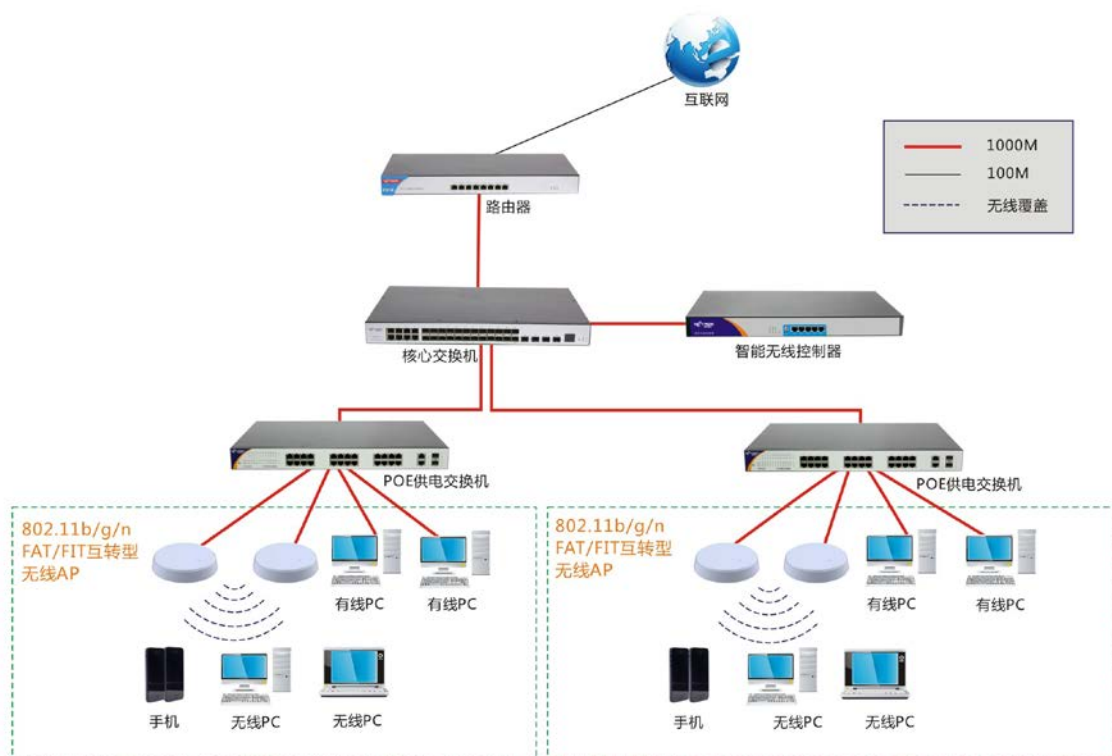 互联网
1000M
100M
无线覆盖
路由器
核心交换机
智能无线控制器
POE供电交换机
POE供电交换机
802.11b/g/n
FAT/FIT互转型
无线AP
有线PC
有线PC
手机
无线PC
无线PC
802.11b/g/n
FAT/FIT互转型
无线AP
有线PC
有线PC
手机
无线PC
无线PC